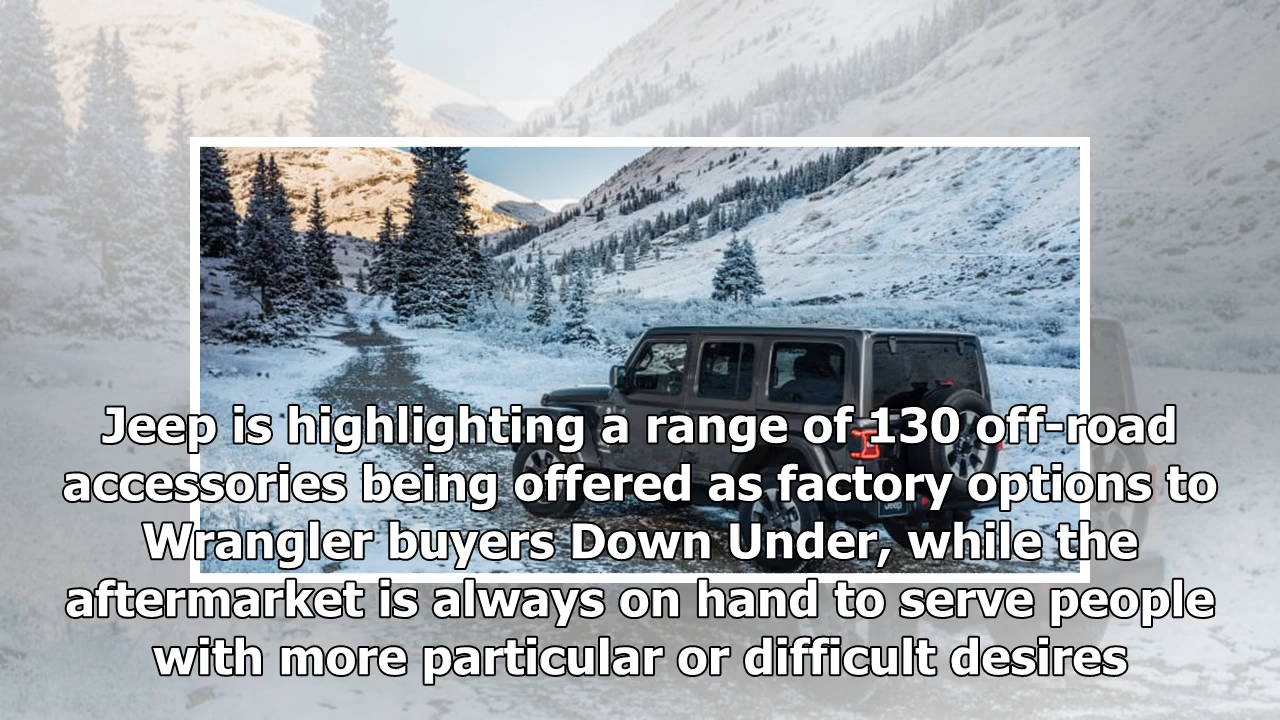 Jeep is highlighting a range of 130 off-road
accessories being offered as factory options to
Wrangler buyers Down Under, while the
aftermarket is always on hand to serve people
with more particular or difficult desires
Jeep